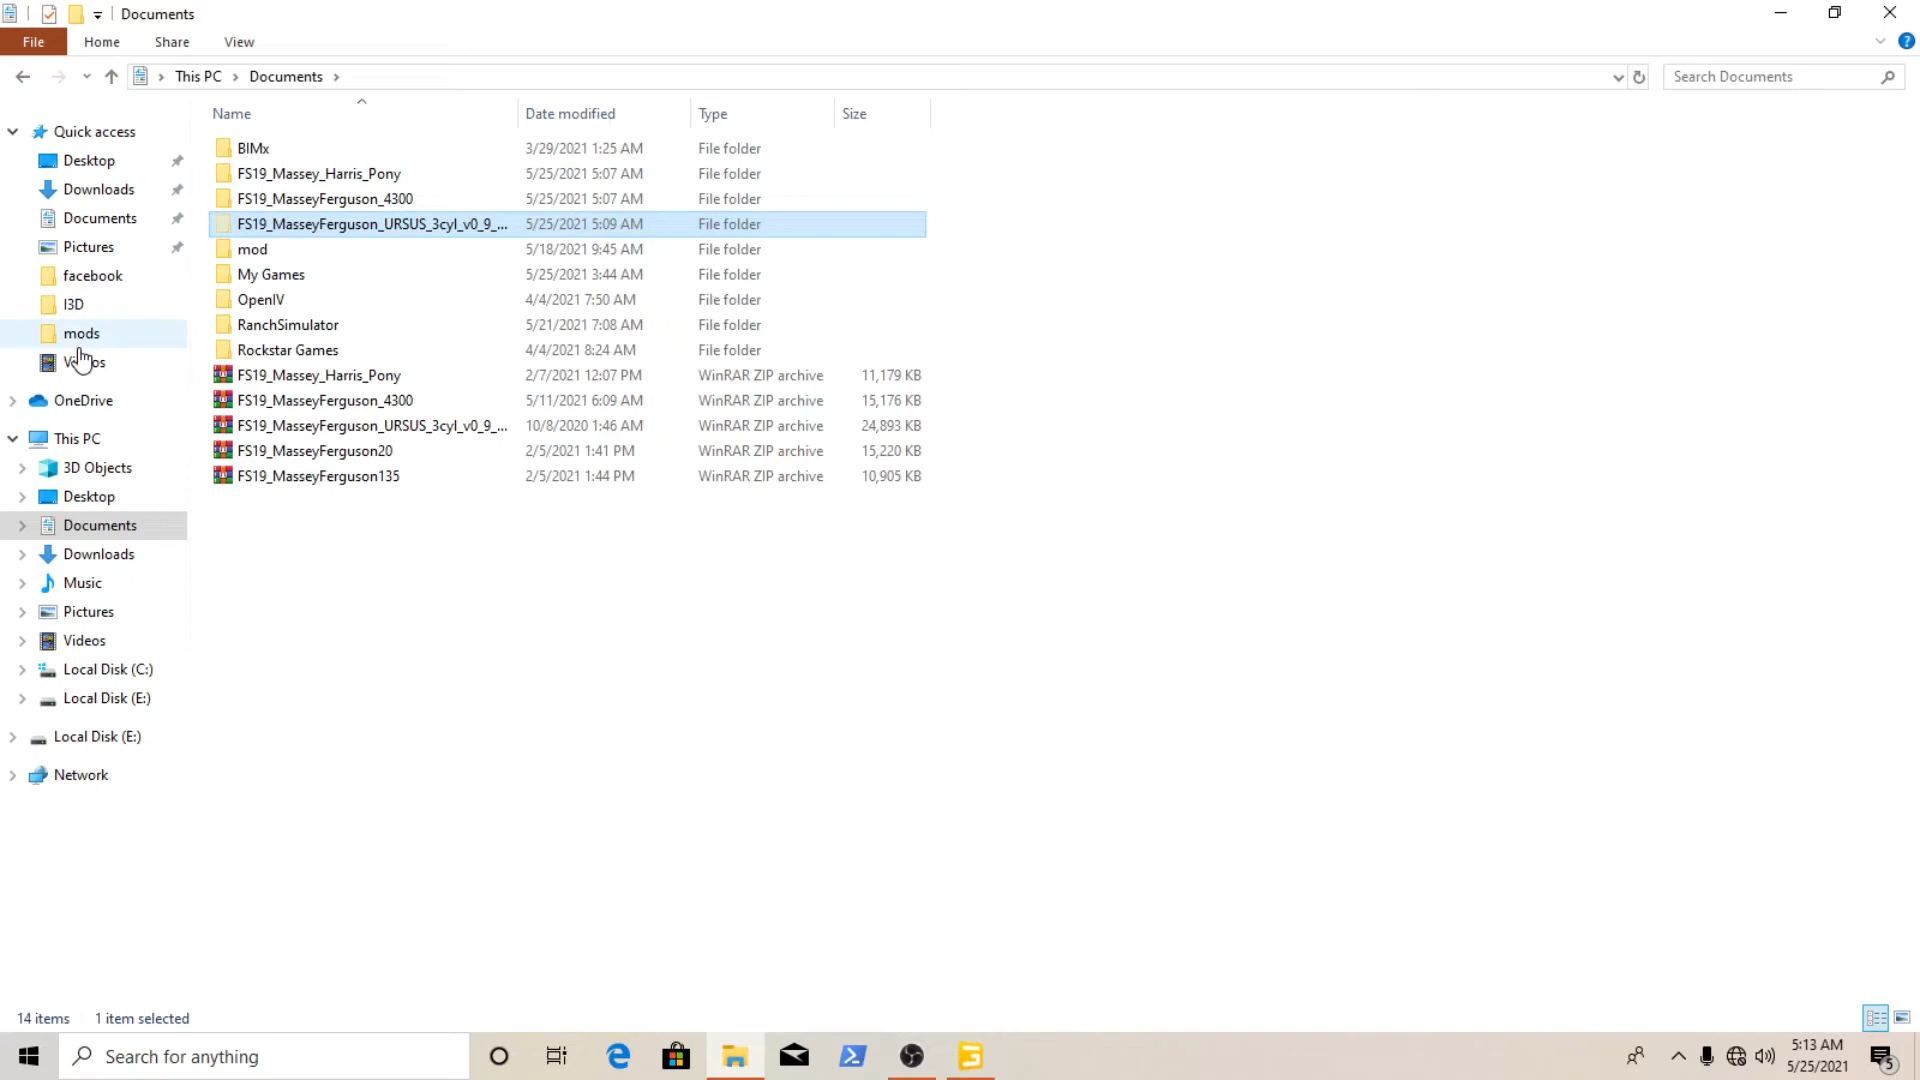 Documents
File Home Share View
This PC Documents Search Documents
Name Date modified Type Size
Quick access
Desktop
Downloads
Documents
Pictures
facebook
I3D
mods
OneDrive
This PC
3D Objects
Desktop
Documents
Downloads
Music
Pictures
Videos
Local Disk (C:)
Local Disk (E:)
Local Disk (E:)
Network
BIMx 3/29/2021 1:25 AM File folder
FS19_Massey_Harris_Pony 5/25/2021 5:07 AM File folder
FS19_MasseyFerguson_4300 5/25/2021 5:07 AM File folder
FS19_MasseyFerguson_URSUS_3cyl_v0_9_... 5/25/2021 5:09 AM File folder
mod 5/18/2021 9:45 AM File folder
My Games 5/25/2021 3:44 AM File folder
OpenIV 4/4/2021 7:50 AM File folder
RanchSimulator 5/21/2021 7:08 AM File folder
Rockstar Games 4/4/2021 8:24 AM File folder
FS19_Massey_Harris_Pony 2/7/2021 12:07 PM WinRAR ZIP archive 11,179 KB
FS19_MasseyFerguson_4300 5/11/2021 6:09 AM WinRAR ZIP archive 15,176 KB
FS19_MasseyFerguson_URSUS_3cyl_v0_9_... 10/8/2020 1:46 AM WinRAR ZIP archive 24,893 KB
FS19_MasseyFerguson20 2/5/2021 1:41 PM WinRAR ZIP archive 15,220 KB
FS19_MasseyFerguson135 2/5/2021 1:44 PM WinRAR ZIP archive 10,905 KB
14 items 1 item selected
Search for anything
5:13 AM
5/25/2021
5